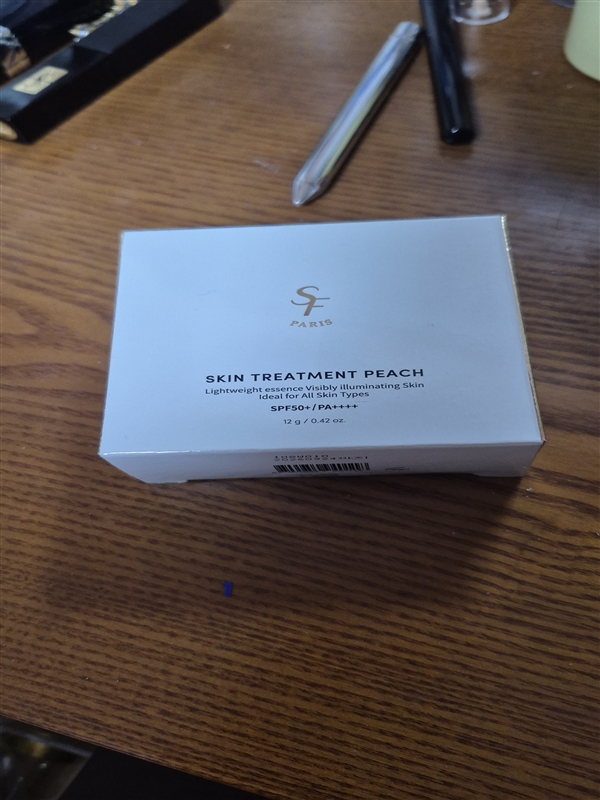 SF
PARIS
SKIN TREATMENT PEACH
Lightweight essence Visibly illuminating Skin
Ideal for All Skin Types
SPF50+/PA++++
12 g / 0.42 oz.